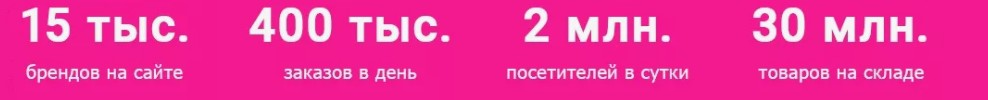 15 тыс. 400 тыс. 2 млн. 30 млн.
брендов на сайте заказов в день посетителей в сутки товаров на складе